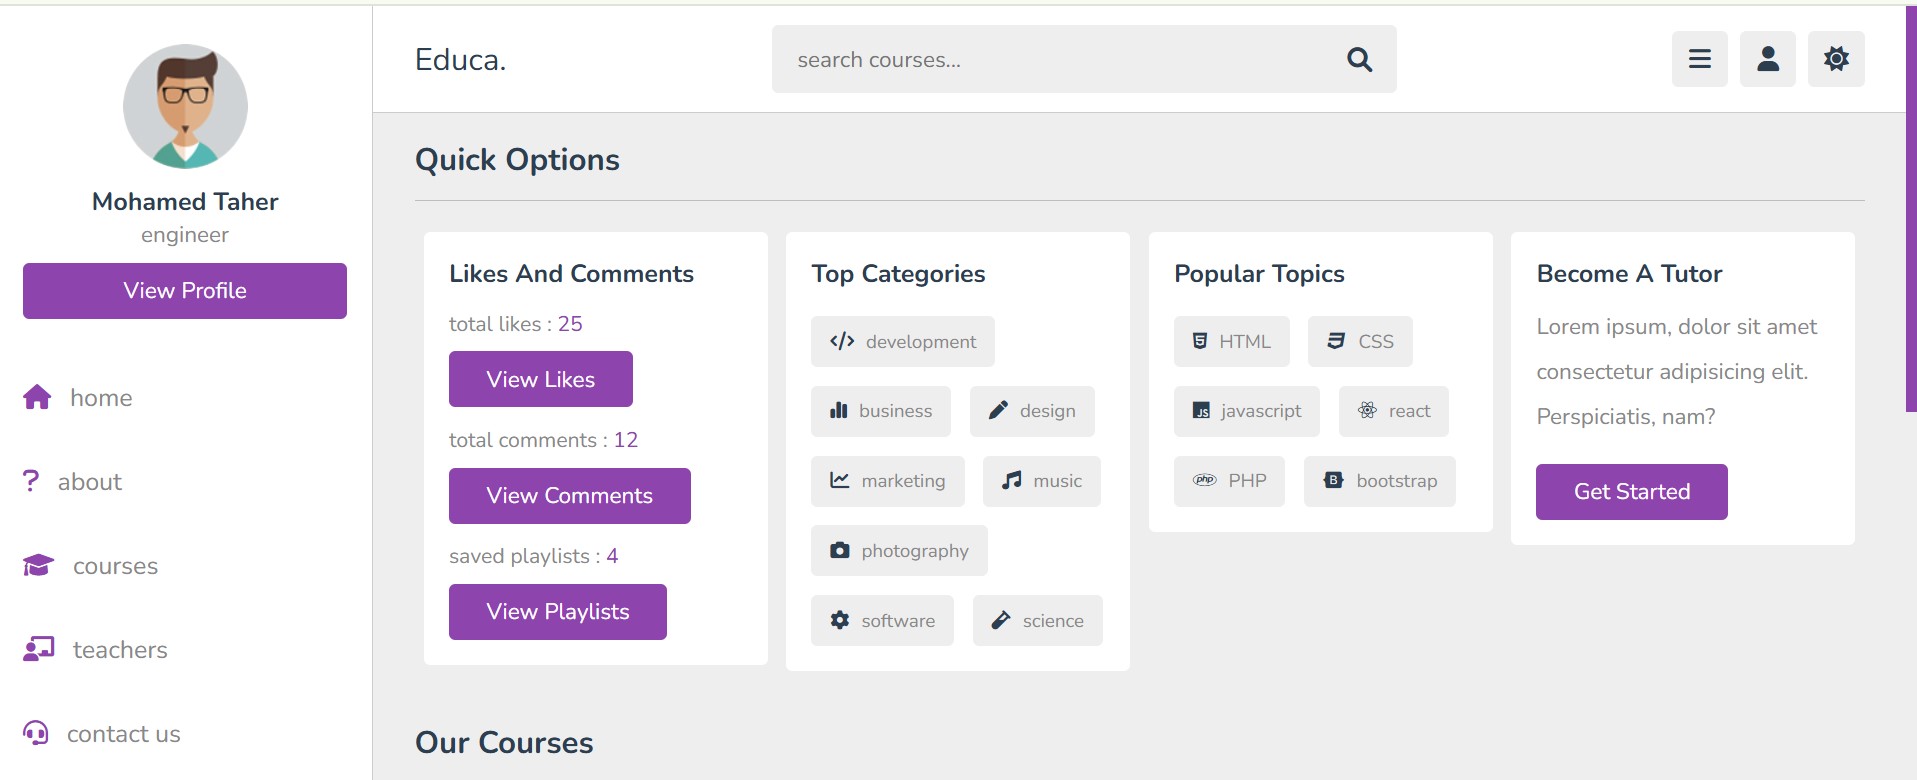 Mohamed Taher
engineer
View Profile
home
about
courses
teachers
contact us
Educa.
search courses...
Quick Options
Likes And Comments
total likes : 25
View Likes
total comments : 12
View Comments
saved playlists : 4
View Playlists
Top Categories
development
business design
marketing music
photography
software science
Popular Topics
HTML CSS
JS javascript react
php PHP B bootstrap
Become A Tutor
Lorem ipsum, dolor sit amet
consectetur adipisicing elit.
Perspiciatis, nam?
Get Started
Our Courses